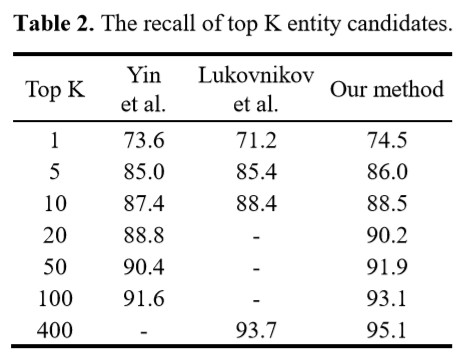 Table 2. The recall of top K entity candidates.
Top K Yin et al. Lukovnikov et al. Our method
1 73.6 71.2 74.5
5 85.0 85.4 86.0
10 87.4 88.4 88.5
20 88.8 - 90.2
50 90.4 - 91.9
100 91.6 - 93.1
400 - 93.7 95.1